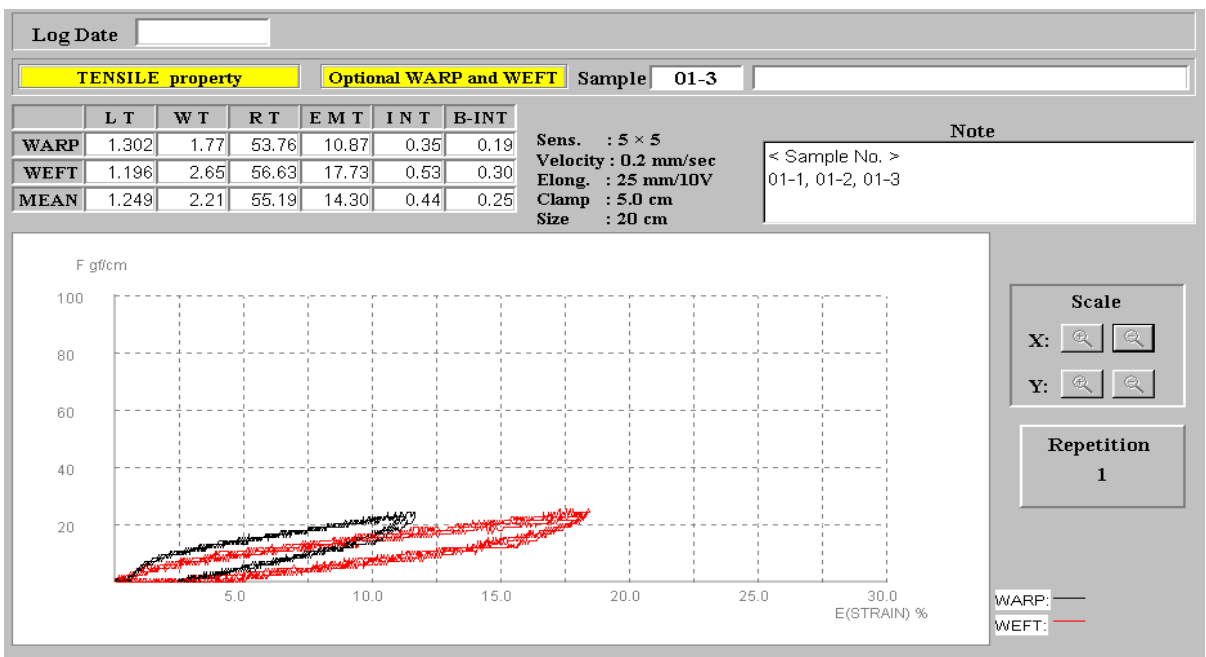 Log Date
TENSILE property Optional WARP and WEFT Sample 01-3
L T W T R T E M T I N T B-INT
WARP 1.302 1.77 53.76 10.87 0.35 0.19
WEFT 1.196 2.65 56.63 17.73 0.53 0.30
MEAN 1.249 2.21 55.19 14.30 0.44 0.25
Sens. : 5 × 5
Velocity : 0.2 mm/sec
Elong. : 25 mm/10V
Clamp : 5.0 cm
Size : 20 cm
Note
< Sample No. >
01-1, 01-2, 01-3
F gf/cm
100
80
60
40
20
5.0 10.0 15.0 20.0 25.0 30.0
E(STRAIN) %
Scale
X:
Y:
Repetition
1
WARP:
WEFT: